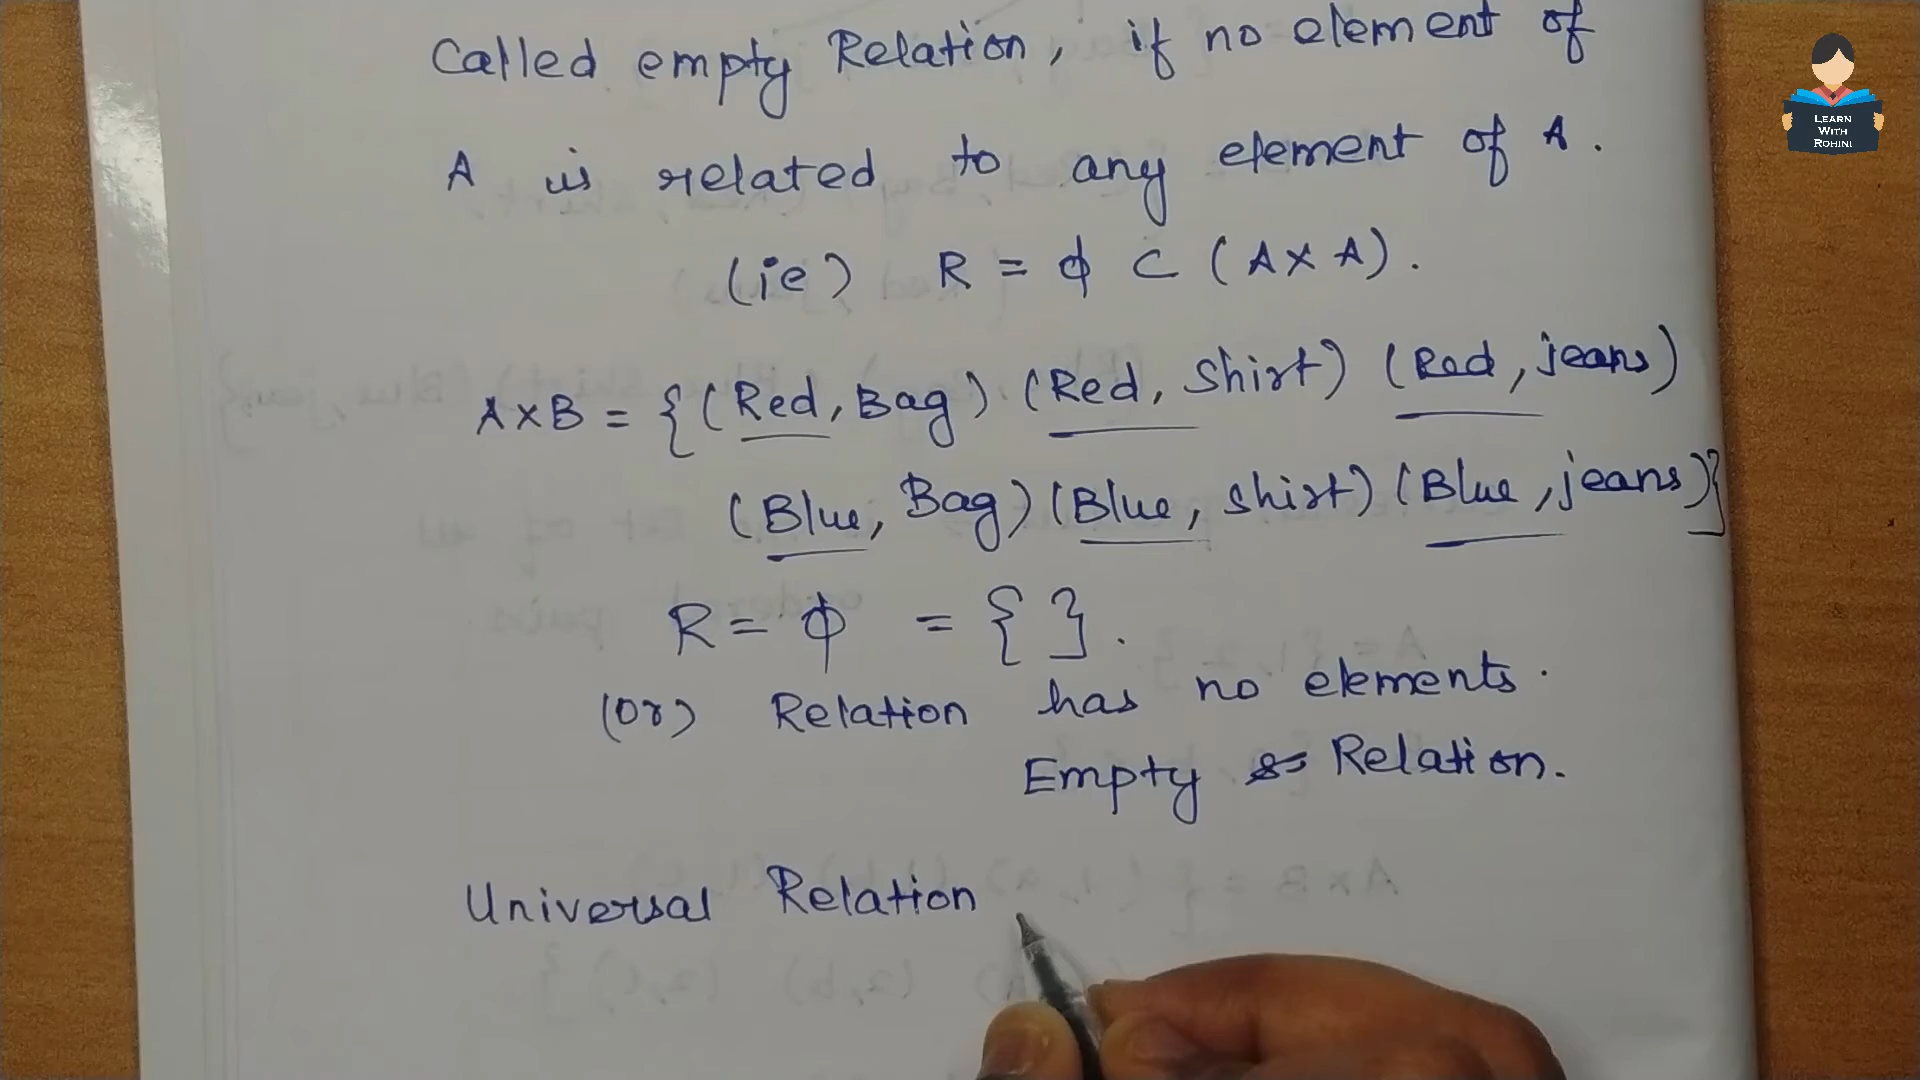 Called empty Relation, if no element of
A is related to any element of A.
(ie) R = ϕ ⊂ (A × A).
A×B = {(Red, Bag) (Red, Shirt) (Red, jeans)
(Blue, Bag) (Blue, shirt) (Blue, jeans)}
R = ϕ = { }.
(Or) Relation has no elements.
Empty Relation.
Universal Relation
LEARN
WITH
ROHINI